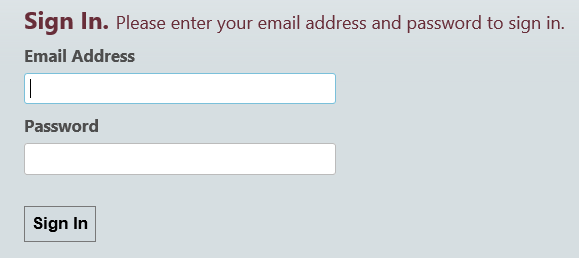 Sign In. Please enter your email address and password to sign in.
Email Address
Password
Sign In